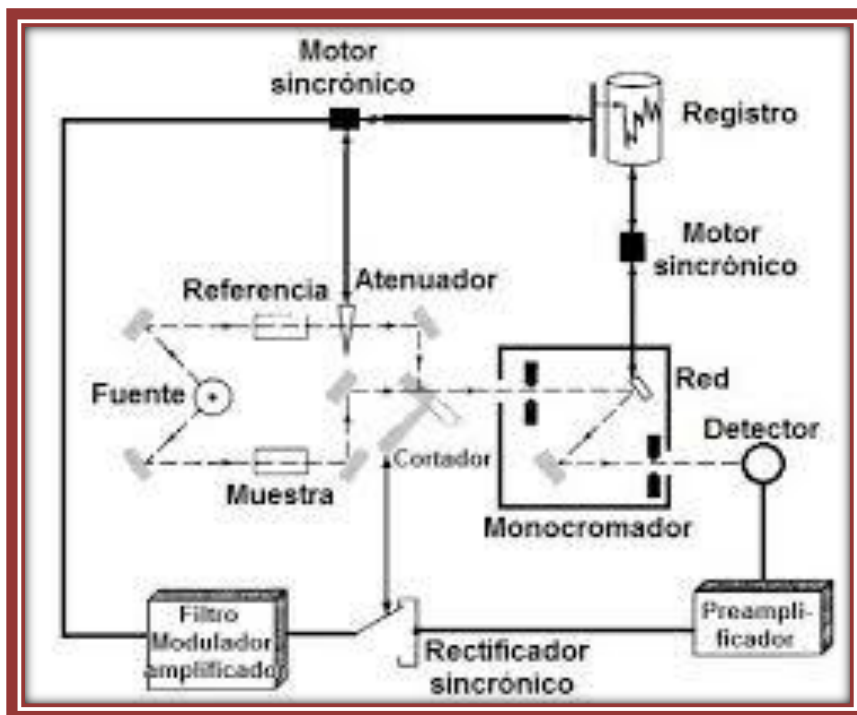 Motor
sincrónico
Registro
Motor
sincrónico
Referencia
Atenuador
Fuente
Red
Detector
Cortador
Muestra
Monocromador
Filtro
Modulador
amplificador
Rectificador
sincrónico
Preampli-
ficador